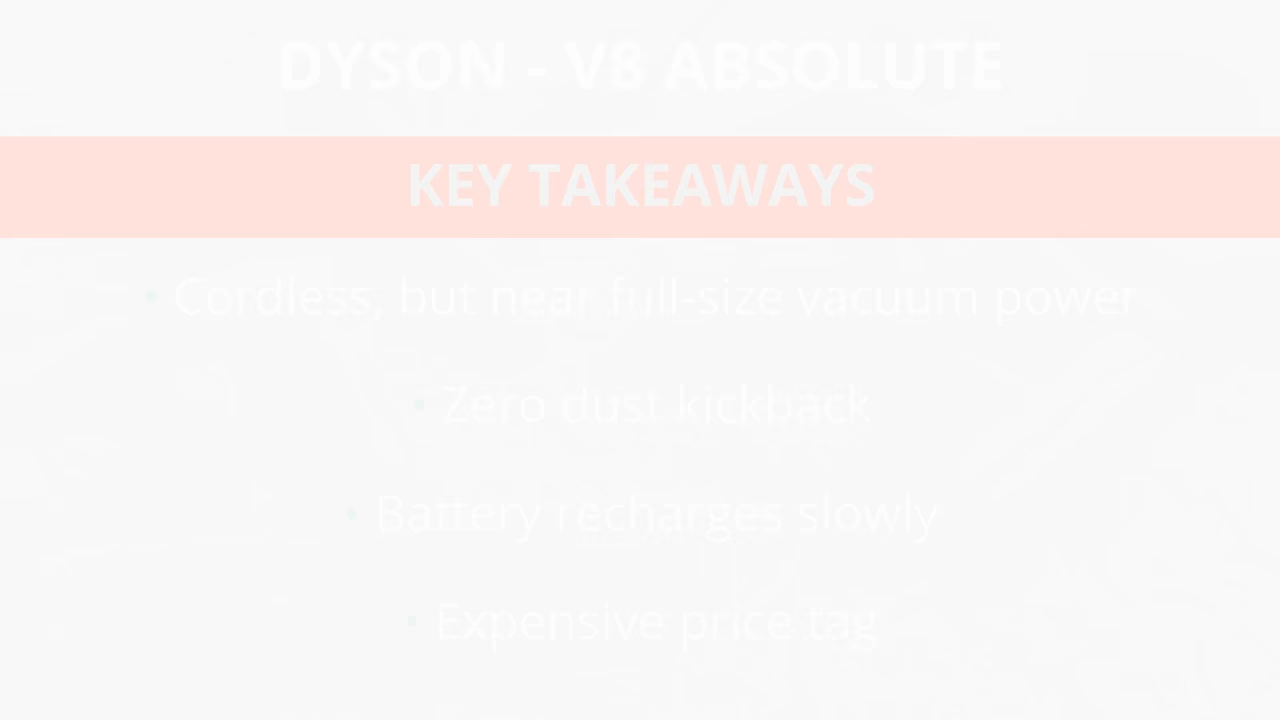 DYSON - V8 ABSOLUTE
KEY TAKEAWAYS
• Cordless, but near full-size vacuum power
• Zero dust kickback
• Battery recharges slowly
• Expensive price tag